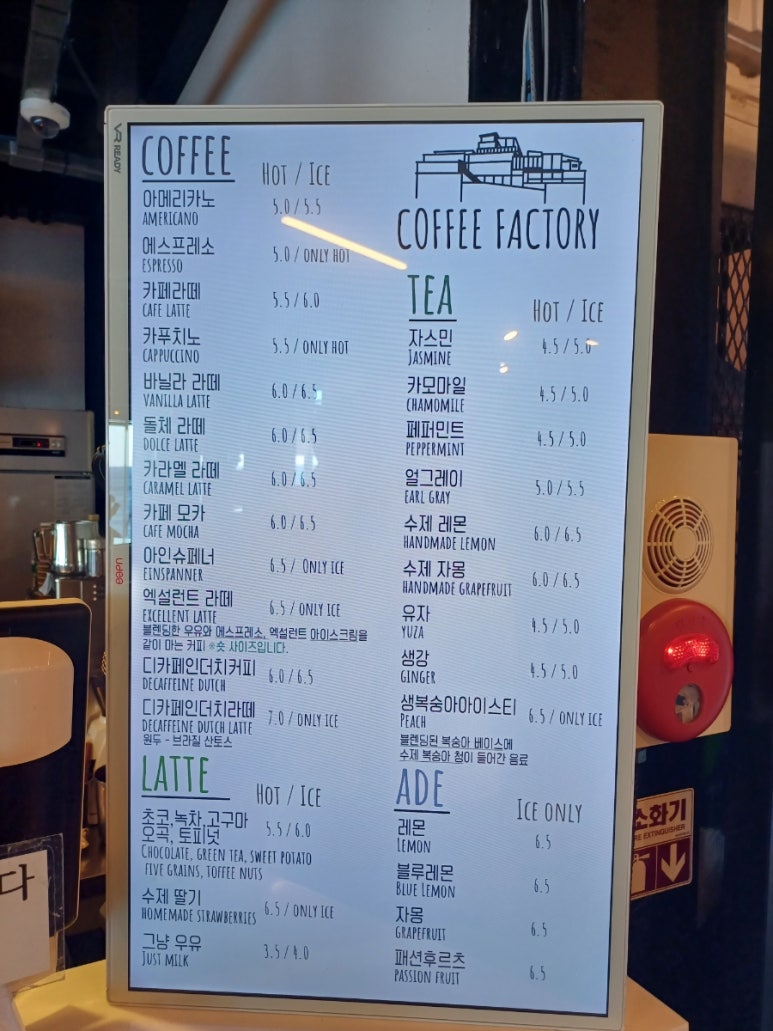 VR READY
udea
COFFEE
HOT / ICE
아메리카노
AMERICANO
5.0 / 5.5
에스프레소
ESPRESSO
5.0 / ONLY HOT
카페라떼
CAFE LATTE
5.5 / 6.0
카푸치노
CAPPUCCINO
5.5 / ONLY HOT
바닐라 라떼
VANILLA LATTE
6.0 / 6.5
돌체 라떼
DOLCE LATTE
6.0 / 6.5
카라멜 라떼
CARAMEL LATTE
6.0 / 6.5
카페 모카
CAFE MOCHA
6.0 / 6.5
아인슈페너
EINSPANNER
6.5 / ONLY ICE
엑설런트 라떼
EXCELLENT LATTE
6.5 / ONLY ICE
블렌딩한 우유와 에스프레소, 엑설런트 아이스크림을
같이 마는 커피 ※숏 사이즈입니다.
디카페인더치커피
DECAFFEINE DUTCH
6.0 / 6.5
디카페인더치라떼
DECAFFEINE DUTCH LATTE
7.0 / ONLY ICE
원두 - 브라질 산토스
LATTE
HOT / ICE
초코,녹차,고구마
오곡, 토피넛
5.5 / 6.0
CHOCOLATE, GREEN TEA, SWEET POTATO
FIVE GRAINS, TOFFEE NUTS
수제 딸기
HOMEMADE STRAWBERRIES
6.5 / ONLY ICE
그냥 우유
JUST MILK
3.5 / 4.0
COFFEE FACTORY
TEA
HOT / ICE
자스민
JASMINE
4.5 / 5.0
카모마일
CHAMOMILE
4.5 / 5.0
페퍼민트
PEPPERMINT
4.5 / 5.0
얼그레이
EARL GRAY
5.0 / 5.5
수제 레몬
HANDMADE LEMON
6.0 / 6.5
수제 자몽
HANDMADE GRAPEFRUIT
6.0 / 6.5
유자
YUZA
4.5 / 5.0
생강
GINGER
4.5 / 5.0
생복숭아아이스티
PEACH
6.5 / ONLY ICE
블렌딩된 복숭아 베이스에
수제 복숭아 청이 들어간 음료
ADE
ICE ONLY
레몬
LEMON
6.5
블루레몬
BLUE LEMON
6.5
자몽
GRAPEFRUIT
6.5
패션후르츠
PASSION FRUIT
6.5
소화기
FIRE EXTINGUISHER
다